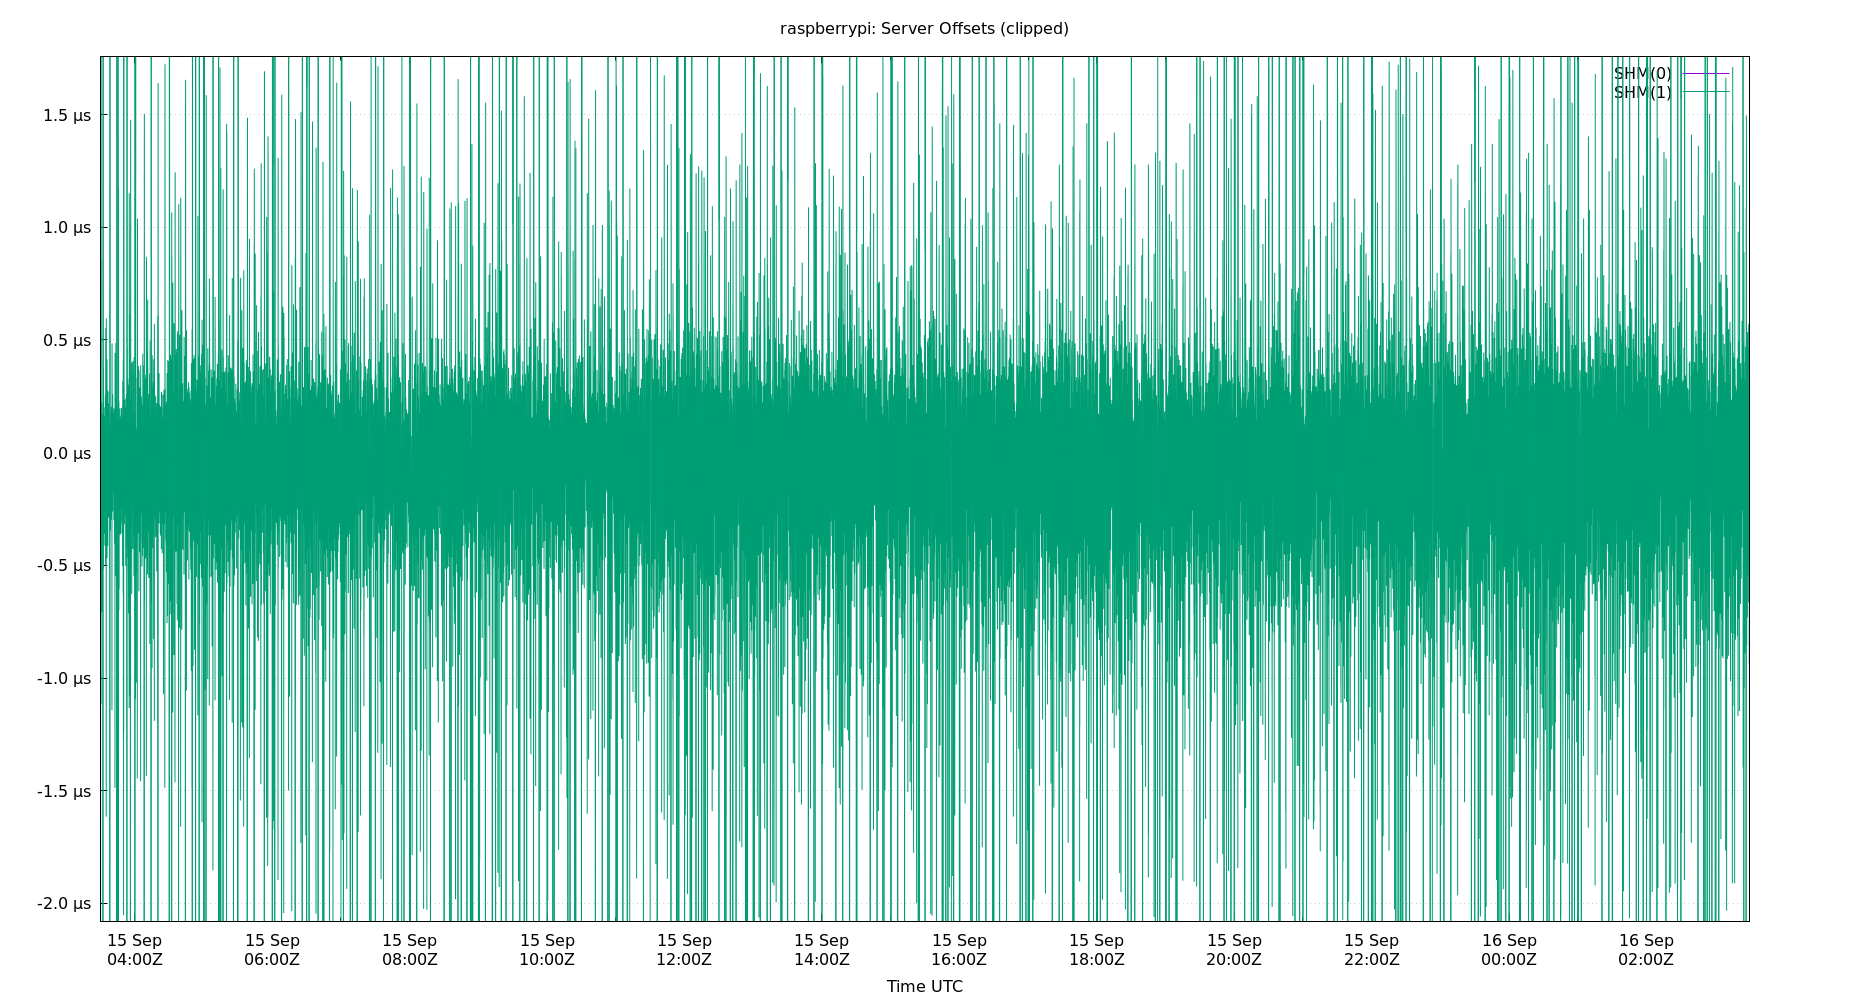 raspberrypi: Server Offsets (clipped)
SHM(0)
SHM(1)
1.5 µs
1.0 µs
0.5 µs
0.0 µs
-0.5 µs
-1.0 µs
-1.5 µs
-2.0 µs
15 Sep 15 Sep 15 Sep 15 Sep 15 Sep 15 Sep 15 Sep 15 Sep 15 Sep 15 Sep 16 Sep 16 Sep
04:00Z 06:00Z 08:00Z 10:00Z 12:00Z 14:00Z 16:00Z 18:00Z 20:00Z 22:00Z 00:00Z 02:00Z
Time UTC